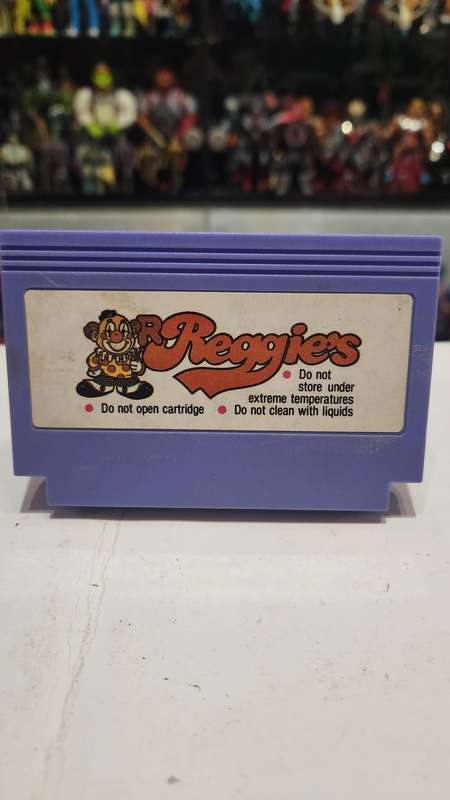 R Reggie's
● Do not
store under
extreme temperatures
● Do not open cartridge ● Do not clean with liquids